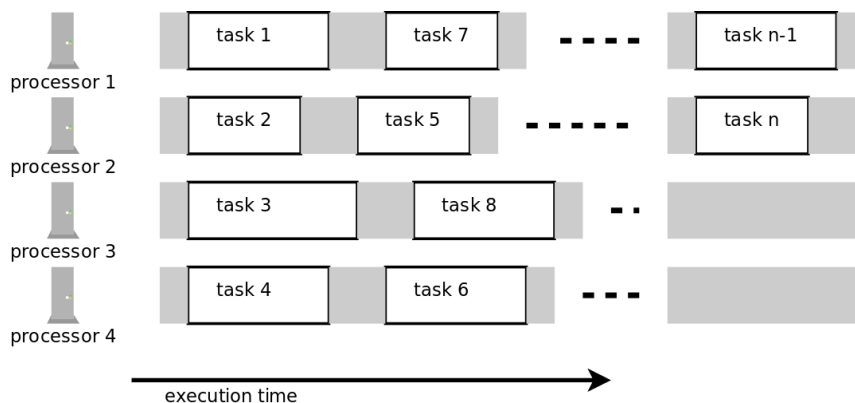 task 1 task 7 task n-1
processor 1
task 2 task 5 task n
processor 2
task 3 task 8
processor 3
task 4 task 6
processor 4
execution time